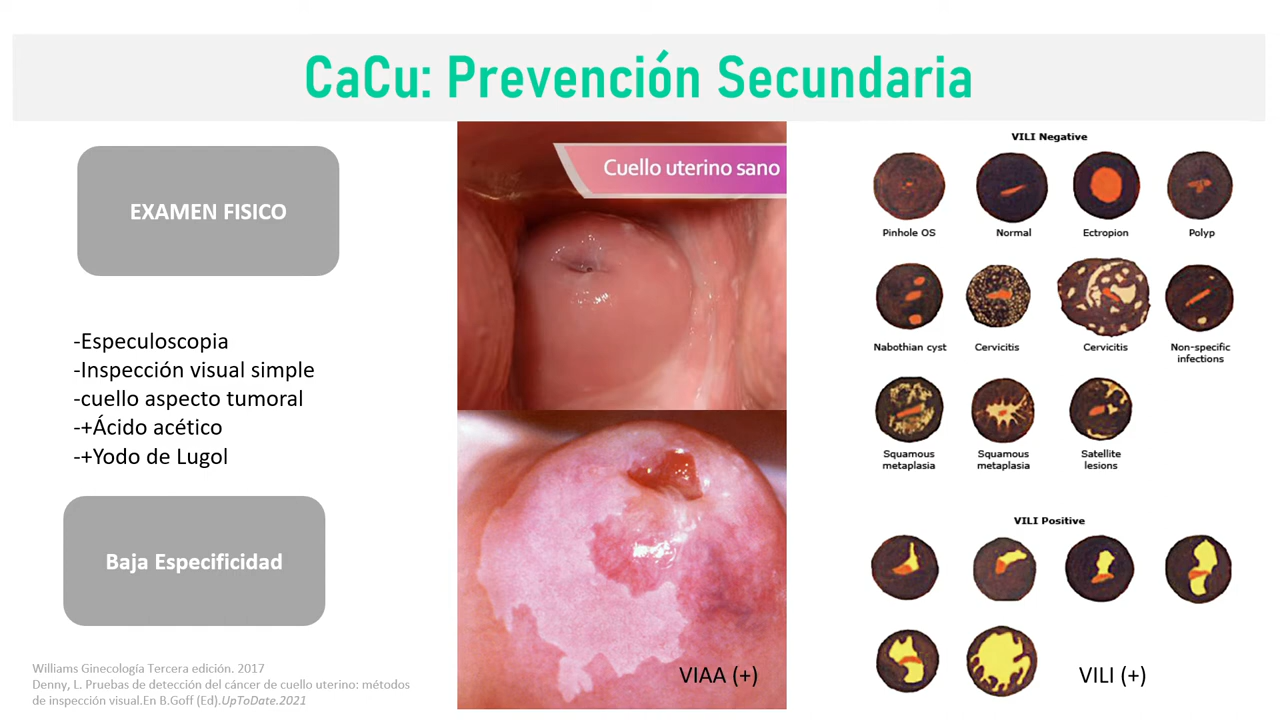 CaCu: Prevención Secundaria
EXAMEN FISICO
-Especuloscopia
-Inspección visual simple
-cuello aspecto tumoral
-+Ácido acético
-+Yodo de Lugol
Baja Especificidad
Williams Ginecología Tercera edición. 2017
Denny, L. Pruebas de detección del cáncer de cuello uterino: métodos
de inspección visual.En B.Goff (Ed).UpToDate.2021
Cuello uterino sano
VIAA (+)
VILI Negative
Pinhole OS
Normal
Ectropion
Polyp
Nabothian cyst
Cervicitis
Cervicitis
Non-specific
infections
Squamous
metaplasia
Squamous
metaplasia
Satellite
lesions
VILI Positive
VILI (+)